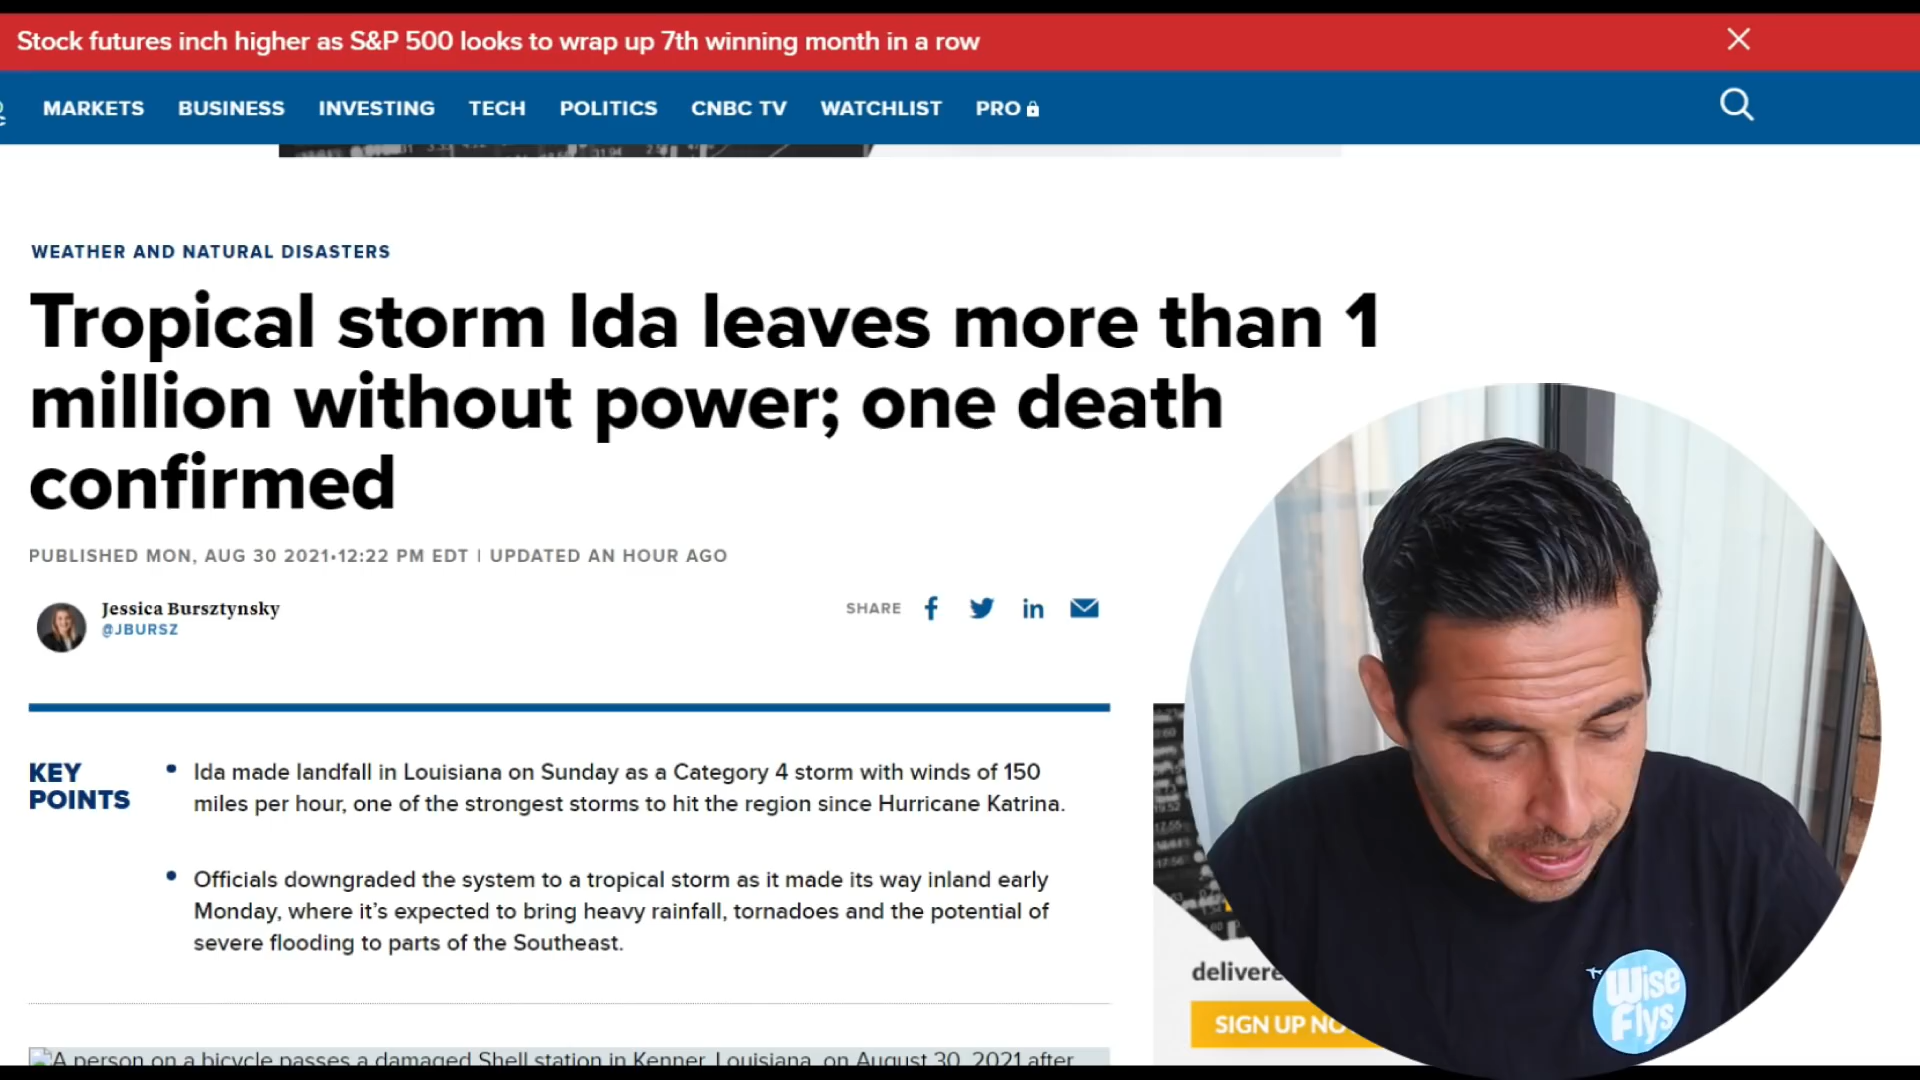 Stock futures inch higher as S&P 500 looks to wrap up 7th winning month in a row
MARKETS BUSINESS INVESTING TECH POLITICS CNBC TV WATCHLIST PRO
WEATHER AND NATURAL DISASTERS
Tropical storm Ida leaves more than 1
million without power; one death
confirmed
PUBLISHED MON, AUG 30 2021•12:22 PM EDT | UPDATED AN HOUR AGO
Jessica Bursztynsky
@JBURSZ
SHARE
KEY
POINTS
• Ida made landfall in Louisiana on Sunday as a Category 4 storm with winds of 150
miles per hour, one of the strongest storms to hit the region since Hurricane Katrina.
• Officials downgraded the system to a tropical storm as it made its way inland early
Monday, where it’s expected to bring heavy rainfall, tornadoes and the potential of
severe flooding to parts of the Southeast.
A person on a bicycle passes a damaged Shell station in Kenner, Louisiana, on August 30, 2021 after
delivere
SIGN UP NO
Wise
Flys